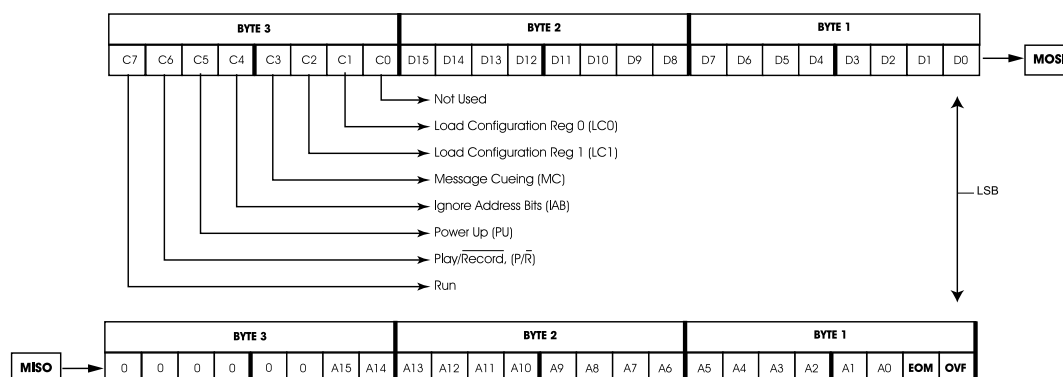 BYTE 3 BYTE 2 BYTE 1
C7 C6 C5 C4 C3 C2 C1 C0 D15 D14 D13 D12 D11 D10 D9 D8 D7 D6 D5 D4 D3 D2 D1 D0 MOSI
Not Used
Load Configuration Reg 0 (LC0)
Load Configuration Reg 1 (LC1)
Message Cueing (MC)
Ignore Address Bits (IAB)
LSB
Power Up (PU)
Play/Record, (P/R)
Run
BYTE 3 BYTE 2 BYTE 1
MISO 0 0 0 0 0 0 A15 A14 A13 A12 A11 A10 A9 A8 A7 A6 A5 A4 A3 A2 A1 A0 EOM OVF